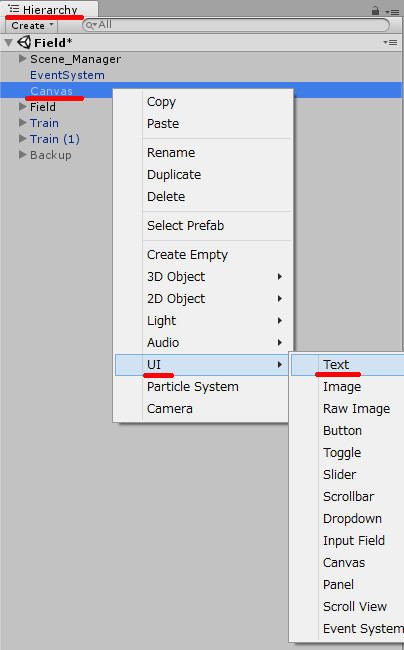 Hierarchy
Create
All
Field*
Scene_Manager
EventSystem
Canvas
Field
Train
Train (1)
Backup
Copy
Paste
Rename
Duplicate
Delete
Select Prefab
Create Empty
3D Object
2D Object
Light
Audio
UI
Particle System
Camera
Text
Image
Raw Image
Button
Toggle
Slider
Scrollbar
Dropdown
Input Field
Canvas
Panel
Scroll View
Event System